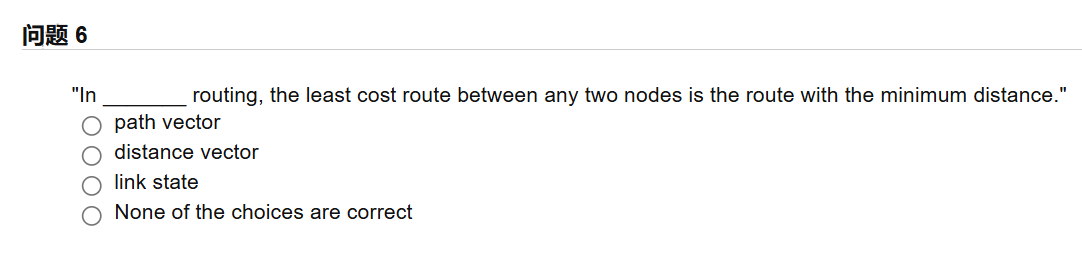 问题 6
"In ________ routing, the least cost route between any two nodes is the route with the minimum distance."
path vector
distance vector
link state
None of the choices are correct